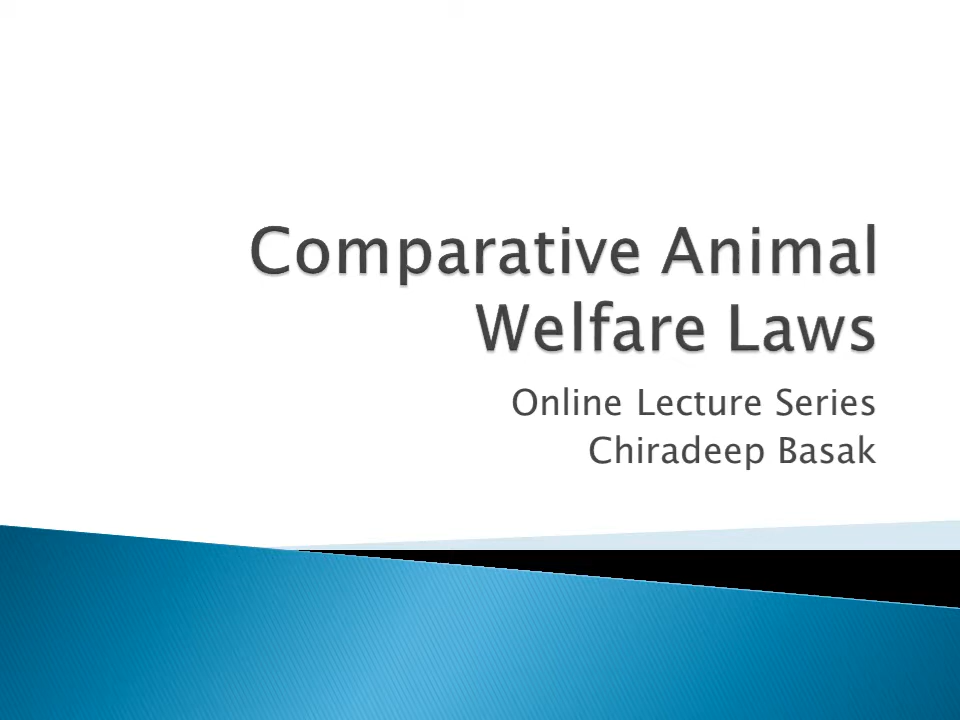 Comparative Animal
Welfare Laws
Online Lecture Series
Chiradeep Basak